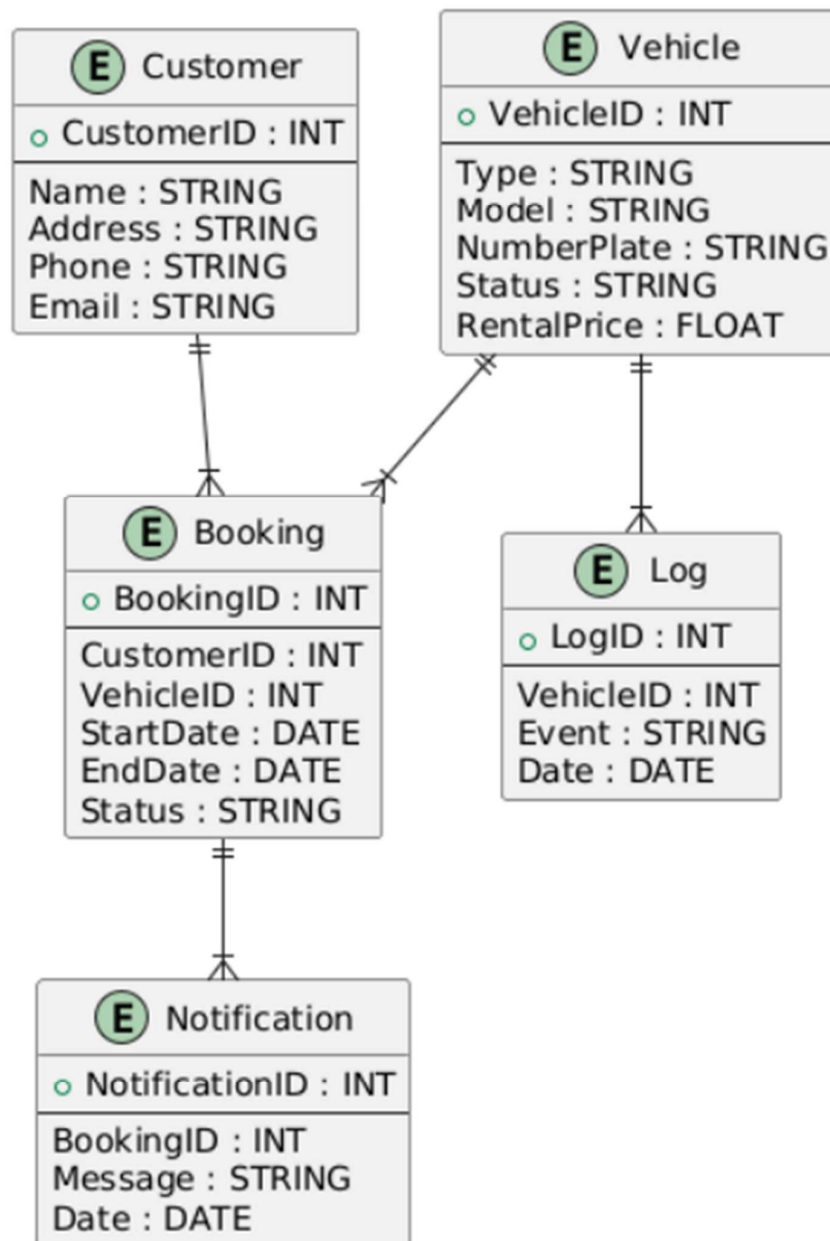 E Customer
CustomerID : INT
Name : STRING
Address : STRING
Phone : STRING
Email : STRING
E Vehicle
VehicleID : INT
Type : STRING
Model : STRING
NumberPlate : STRING
Status : STRING
RentalPrice : FLOAT
E Booking
BookingID : INT
CustomerID : INT
VehicleID : INT
StartDate : DATE
EndDate : DATE
Status : STRING
E Log
LogID : INT
VehicleID : INT
Event : STRING
Date : DATE
E Notification
NotificationID : INT
BookingID : INT
Message : STRING
Date : DATE